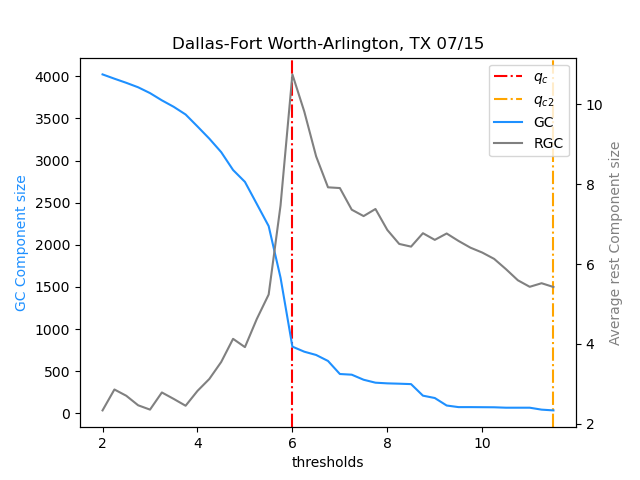 Dallas-Fort Worth-Arlington, TX 07/15
GC Component size
4000
3500
3000
2500
2000
1500
1000
500
0
2
4
6
8
10
thresholds
10
8
6
4
2
Average rest Component size
q_c
q_c2
GC
RGC